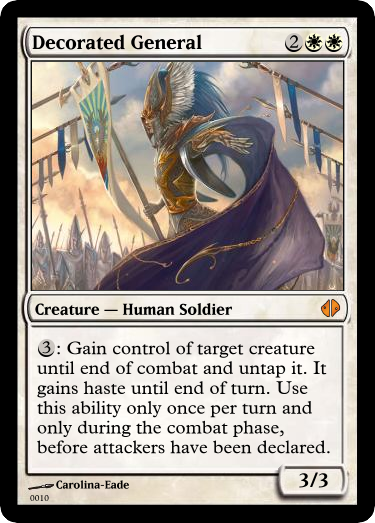 Decorated General 2
Creature — Human Soldier
3: Gain control of target creature
until end of combat and untap it. It
gains haste until end of turn. Use
this ability only once per turn and
only during the combat phase,
before attackers have been declared.
Carolina-Eade
3/3
0010